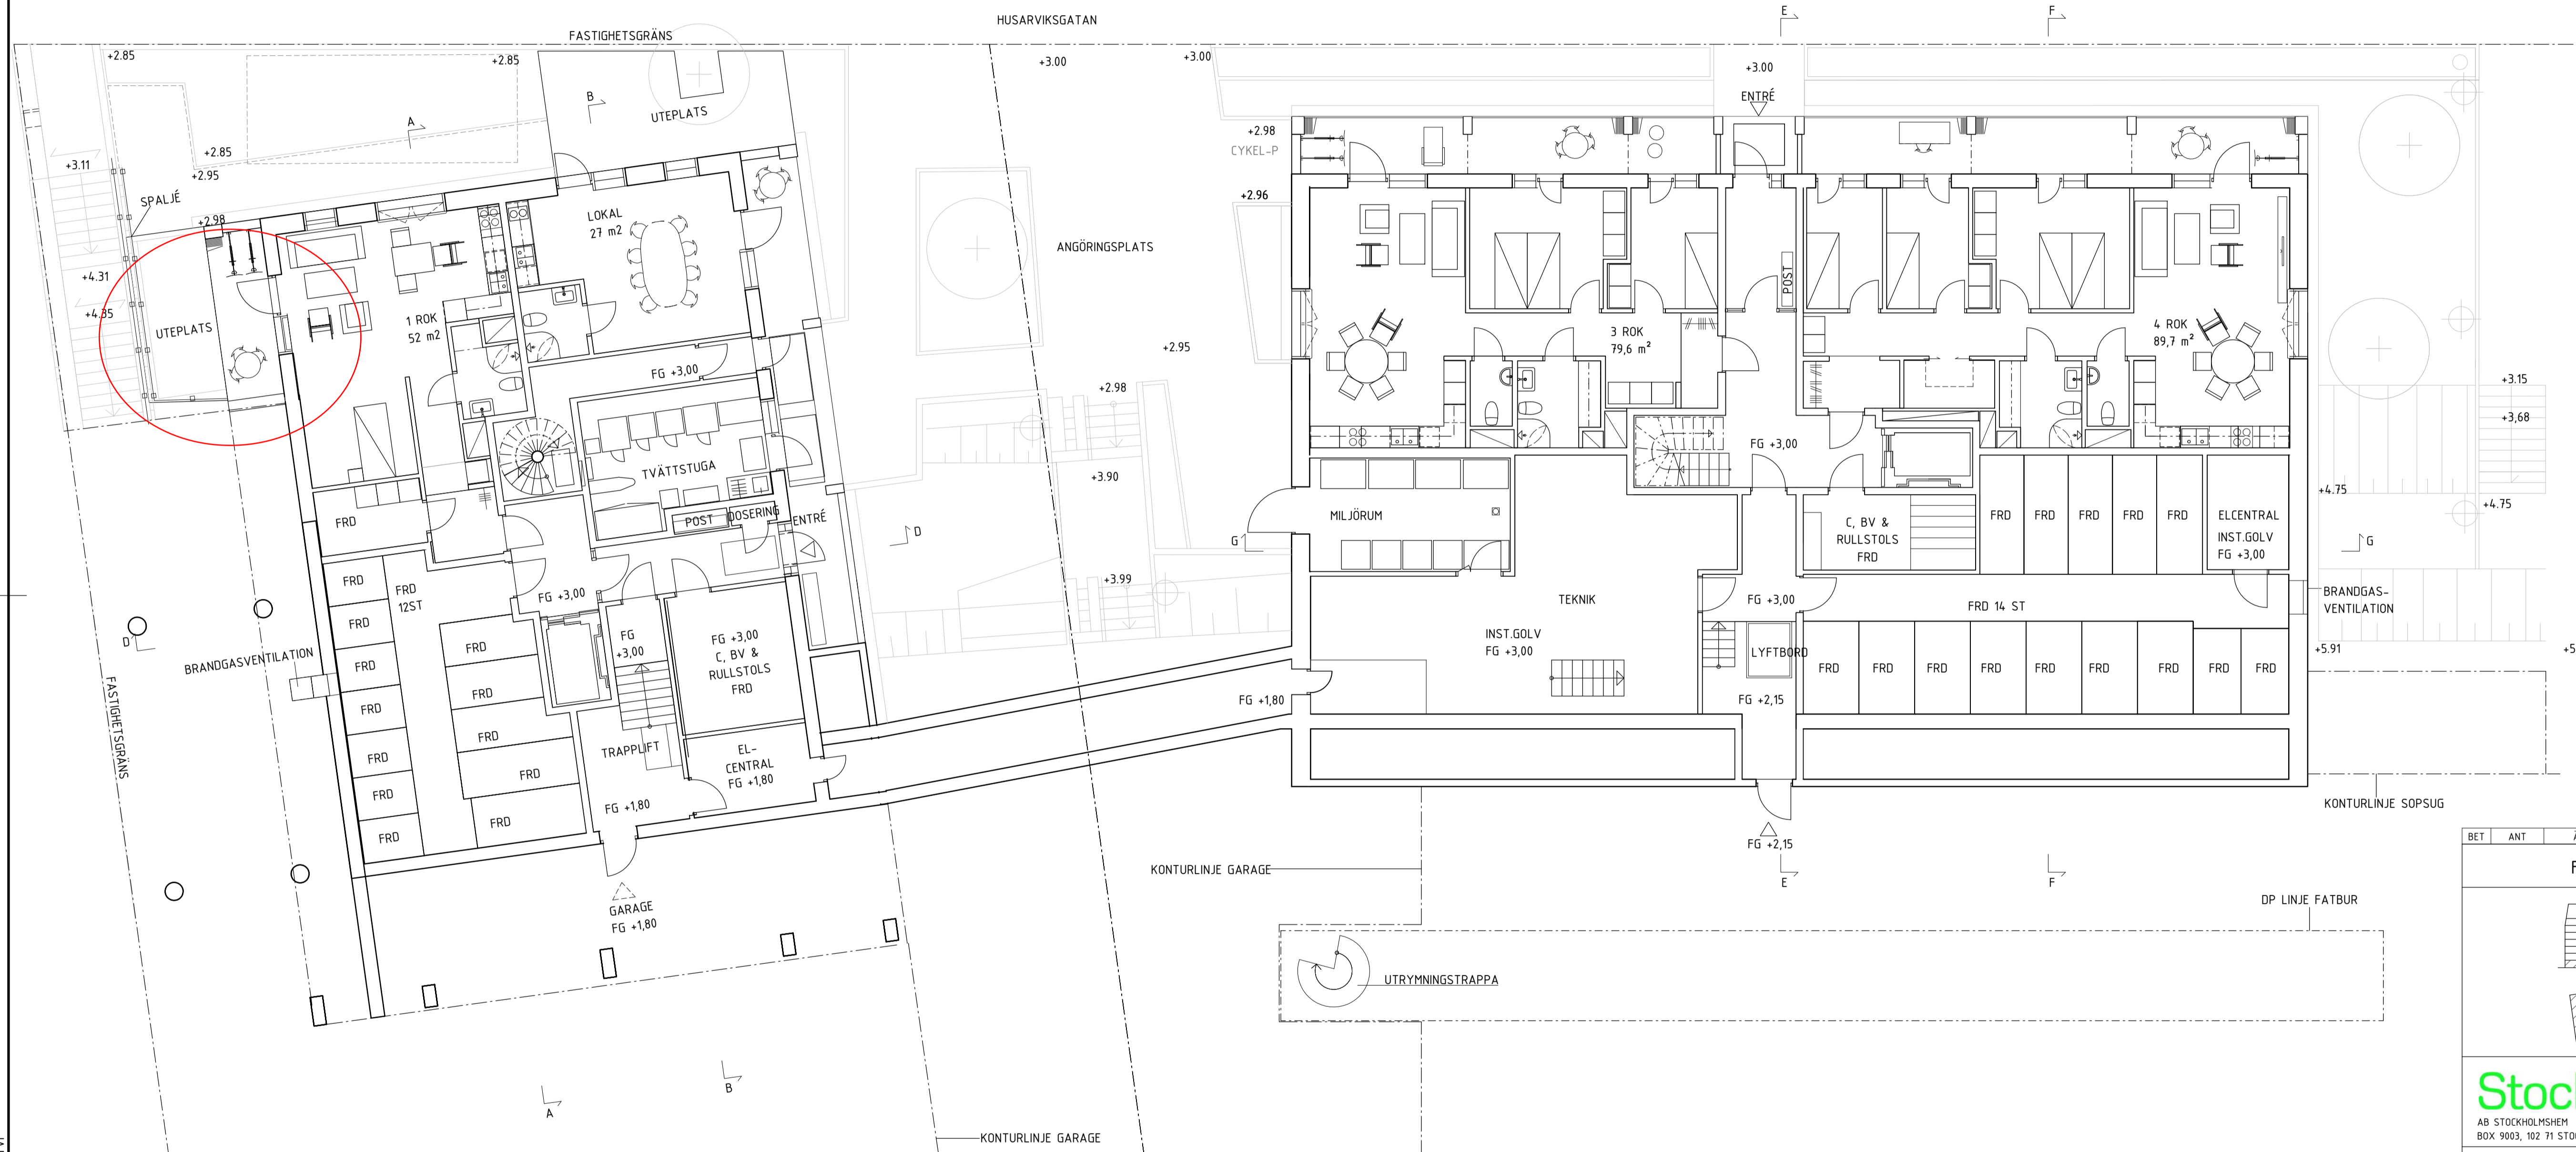 HUSARVIKSGATAN
FASTIGHETSGRÄNS
E
F
+2.85
+2.85
+3.00
+3.00
+3.00
B
A
UTEPLATS
ENTRÉ
+2.98
CYKEL-P
+3.11
+2.85
+2.95
SPALJÉ
+2.98
+2.96
LOKAL
27 m2
ANGÖRINGSPLATS
POST
+4.31
+4.35
UTEPLATS
1 ROK
52 m2
3 ROK
79,6 m²
4 ROK
89,7 m²
+2.95
FG +3,00
+2.98
+3.15
+3,68
FG +3,00
TVÄTTSTUGA
+3.90
+4.75
+4.75
FRD
POST
DOSERING
ENTRÉ
D
G
MILJÖRUM
C, BV &
RULLSTOLS
FRD
FRD
FRD
FRD
FRD
FRD
ELCENTRAL
INST.GOLV
FG +3,00
G
FRD
FRD
12ST
FRD
FG +3,00
+3.99
TEKNIK
FG +3,00
FRD 14 ST
BRANDGAS-
VENTILATION
D
BRANDGASVENTILATION
FRD
FRD
FG
+3,00
FG +3,00
C, BV &
RULLSTOLS
FRD
INST.GOLV
FG +3,00
LYFTBORD
+5.91
FRD
FRD
FRD
FRD
FRD
FRD
FRD
FRD
FRD
FASTIGHETSGRÄNS
FRD
FRD
FRD
FG +1,80
FG +2,15
FRD
FRD
TRAPPLIFT
EL-
CENTRAL
FG +1,80
FRD
FRD
FRD
FG +1,80
KONTURLINJE SOPSUG
FG +2,15
BET
ANT
KONTURLINJE GARAGE
E
F
GARAGE
FG +1,80
DP LINJE FATBUR
UTRYMNINGSTRAPPA
B
A
KONTURLINJE GARAGE
Stoc
AB STOCKHOLMSHEM
BOX 9003, 102 71 STO